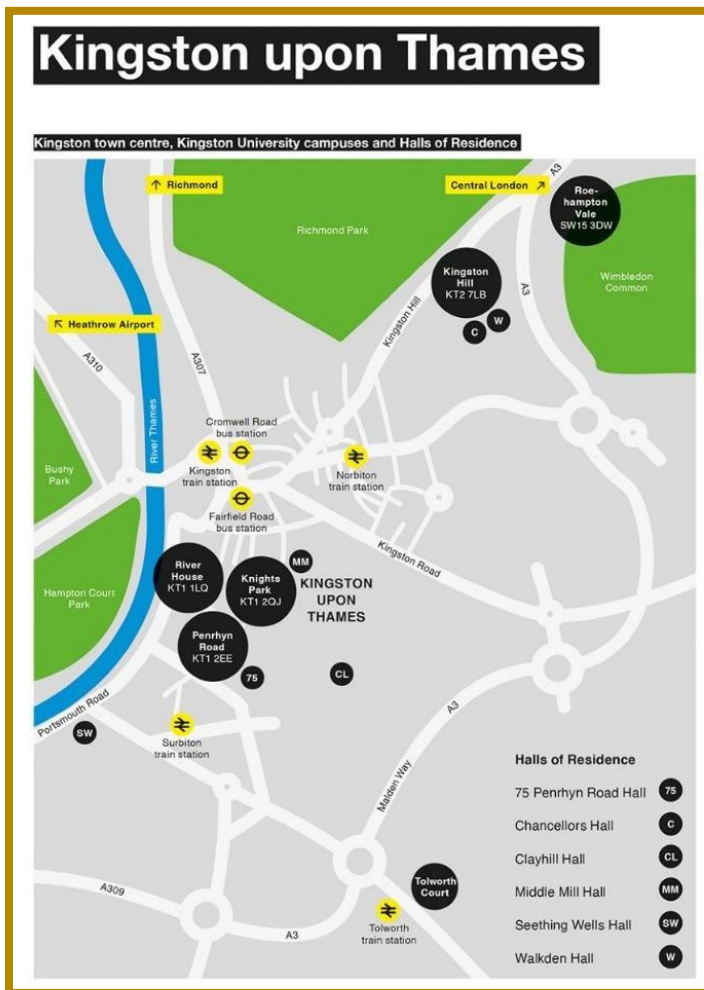 Kingston upon Thames
Kingston town centre, Kingston University campuses and Halls of Residence
↑ Richmond
Central London ↗
A3
Roe-
hampton
Vale
SW15 3DW
Richmond Park
Kingston
Hill
KT2 7LB
Wimbledon
Common
A3
↖ Heathrow Airport
Kingston Hill
W
C
A310
A307
River Thames
Cromwell Road
bus station
Kingston
train station
Norbiton
train station
Bushy
Park
Fairfield Road
bus station
Kingston Road
River
House
KT1 1LQ
Knights
Park
KT1 2QJ
MM
KINGSTON
UPON
THAMES
Hampton Court
Park
Penrhyn
Road
KT1 2EE
75
CL
Portsmouth Road
SW
Surbiton
train station
A3
Malden Way
Halls of Residence
75 Penrhyn Road Hall 75
Chancellors Hall C
Clayhill Hall CL
Middle Mill Hall MM
Seething Wells Hall SW
Walkden Hall W
Tolworth
Court
A309
A3
Tolworth
train station